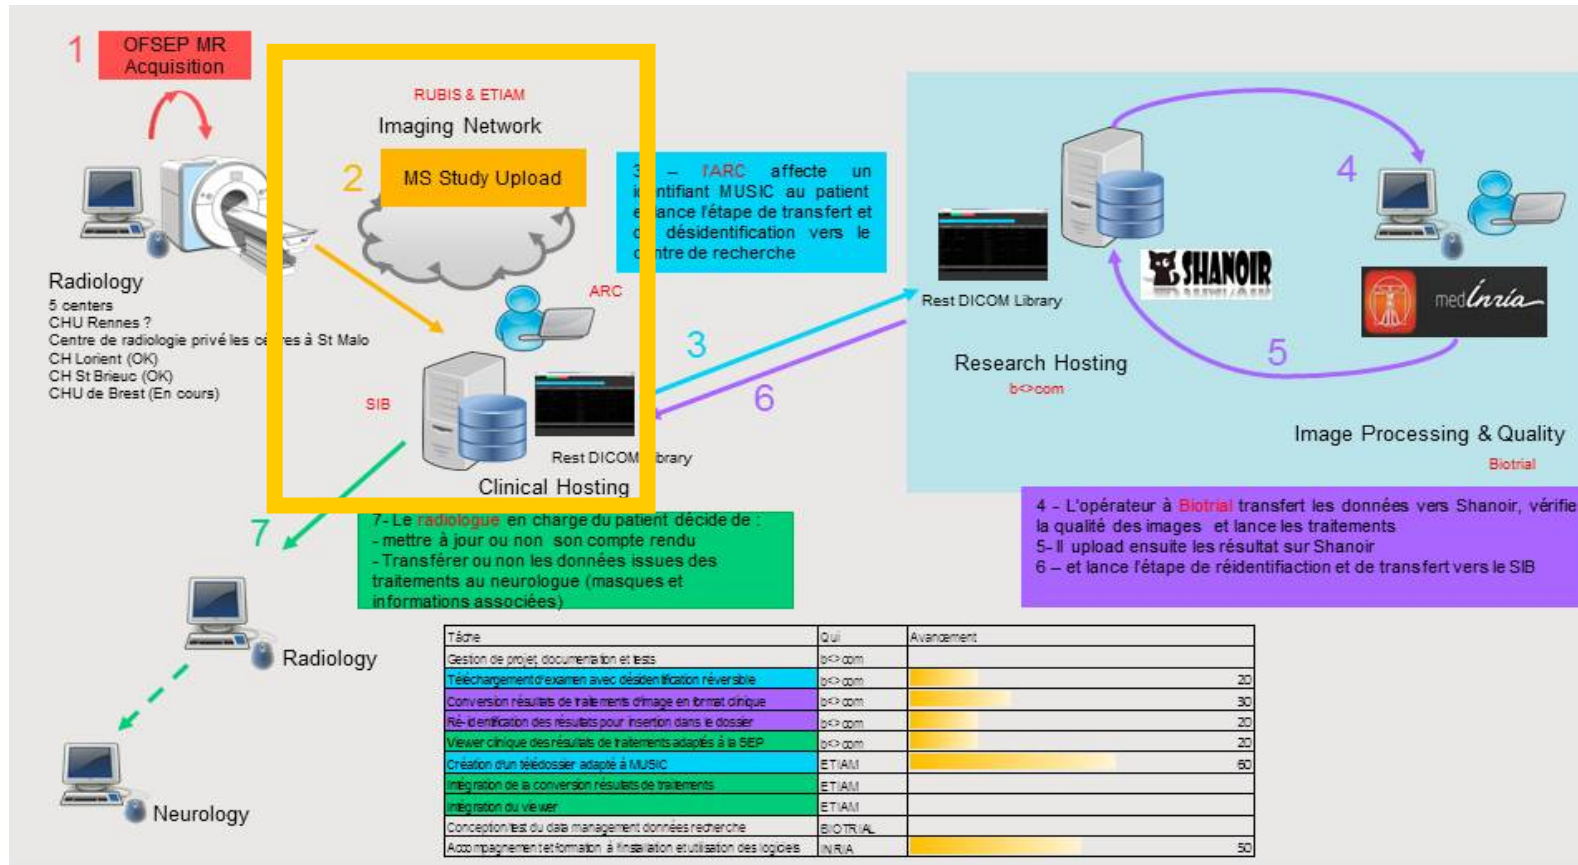 1
OFSEP MR
Acquisition
RUBIS & ETIAM
Imaging Network
2
MS Study Upload
Radiology
5 centers
CHU Rennes ?
Centre de radiologie privé les à St Malo
CH Lorient (OK)
CH St Brieuc (OK)
CHU de Brest (En cours)
3 – l'ARC affecte un
identifiant MUSIC au patient
et lance l'étape de transfert et
de désidentification vers le
centre de recherche
ARC
SIB
Rest DICOM Library
Clinical Hosting
3
6
Rest DICOM Library
SHANOIR
4
medInria
5
Research Hosting
b<>com
Image Processing & Quality
Biotrial
4 - L'opérateur à Biotrial transfert les données vers Shanoir, vérifie
la qualité des images et lance les traitements
5- Il upload ensuite les résultat sur Shanoir
6 – et lance l'étape de réidentifiaction et de transfert vers le SIB
7
7- Le radiologue en charge du patient décide de :
- mettre à jour ou non son compte rendu
- Transférer ou non les données issues des
traitements au neurologue (masques et
informations associées)
Radiology
Neurology
Tâche Qui Avancement
Gestion de projet, documentation et tests b<>com
Téléchargement d'examen avec désidentification réversible b<>com 20
Conversion résultats de traitements d'image en format clinique b<>com 30
Ré-identification des résultats pour insertion dans le dossier b<>com 20
Viewer clinique des résultats de traitements adaptés à la SEP b<>com 20
Création d'un télédossier adapté à MUSIC ETIAM 60
Intégration de la conversion résultats de traitements ETIAM
Intégration du viewer ETIAM
Conception/test du data management données recherche BIOTRIAL
Accompagnement et formation à l'installation et utilisation des logiciels INRIA 50